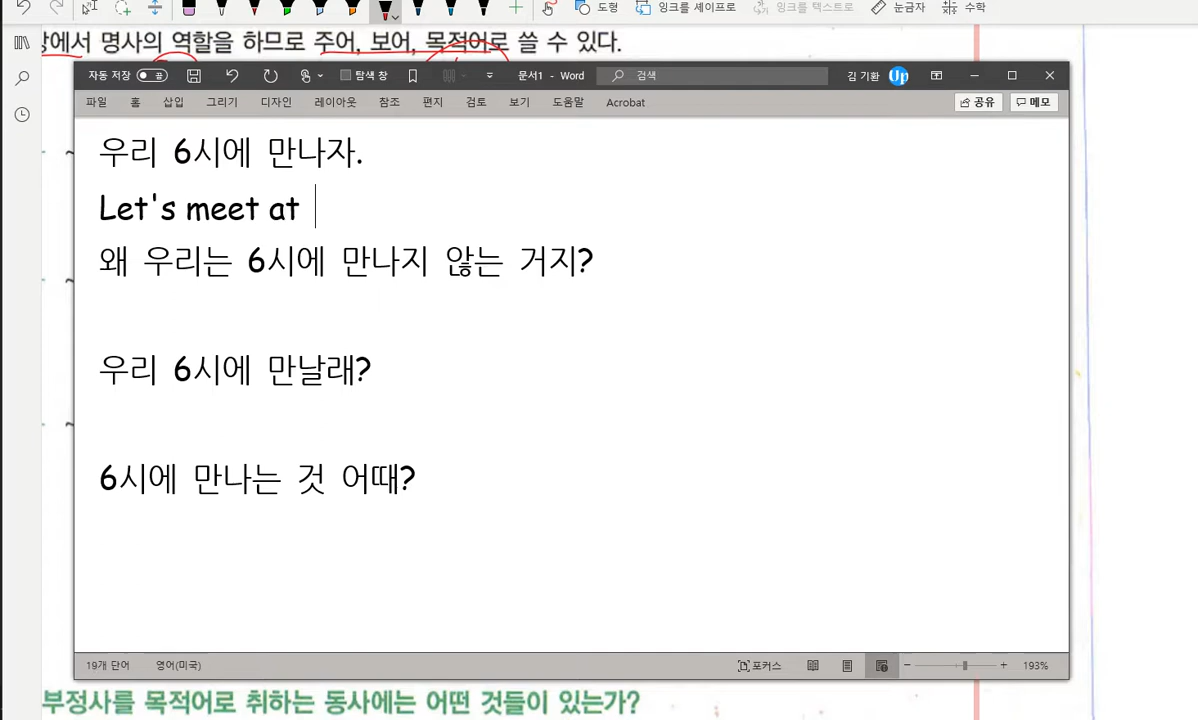 도형 잉크를 셰이프로 잉크를 텍스트로 눈금자 수학
명사의 역할을 하므로 주어, 보어, 목적어로 쓸 수 있다.
자동 저장 끔 탐색 창 문서1 - Word 검색 김 기환 Up
파일 홈 삽입 그리기 디자인 레이아웃 참조 편지 검토 보기 도움말 Acrobat 공유 메모
우리 6시에 만나자.
Let's meet at
왜 우리는 6시에 만나지 않는 거지?
우리 6시에 만날래?
6시에 만나는 것 어때?
19개 단어 영어(미국) 포커스 193%
부정사를 목적어로 취하는 동사에는 어떤 것들이 있는가?